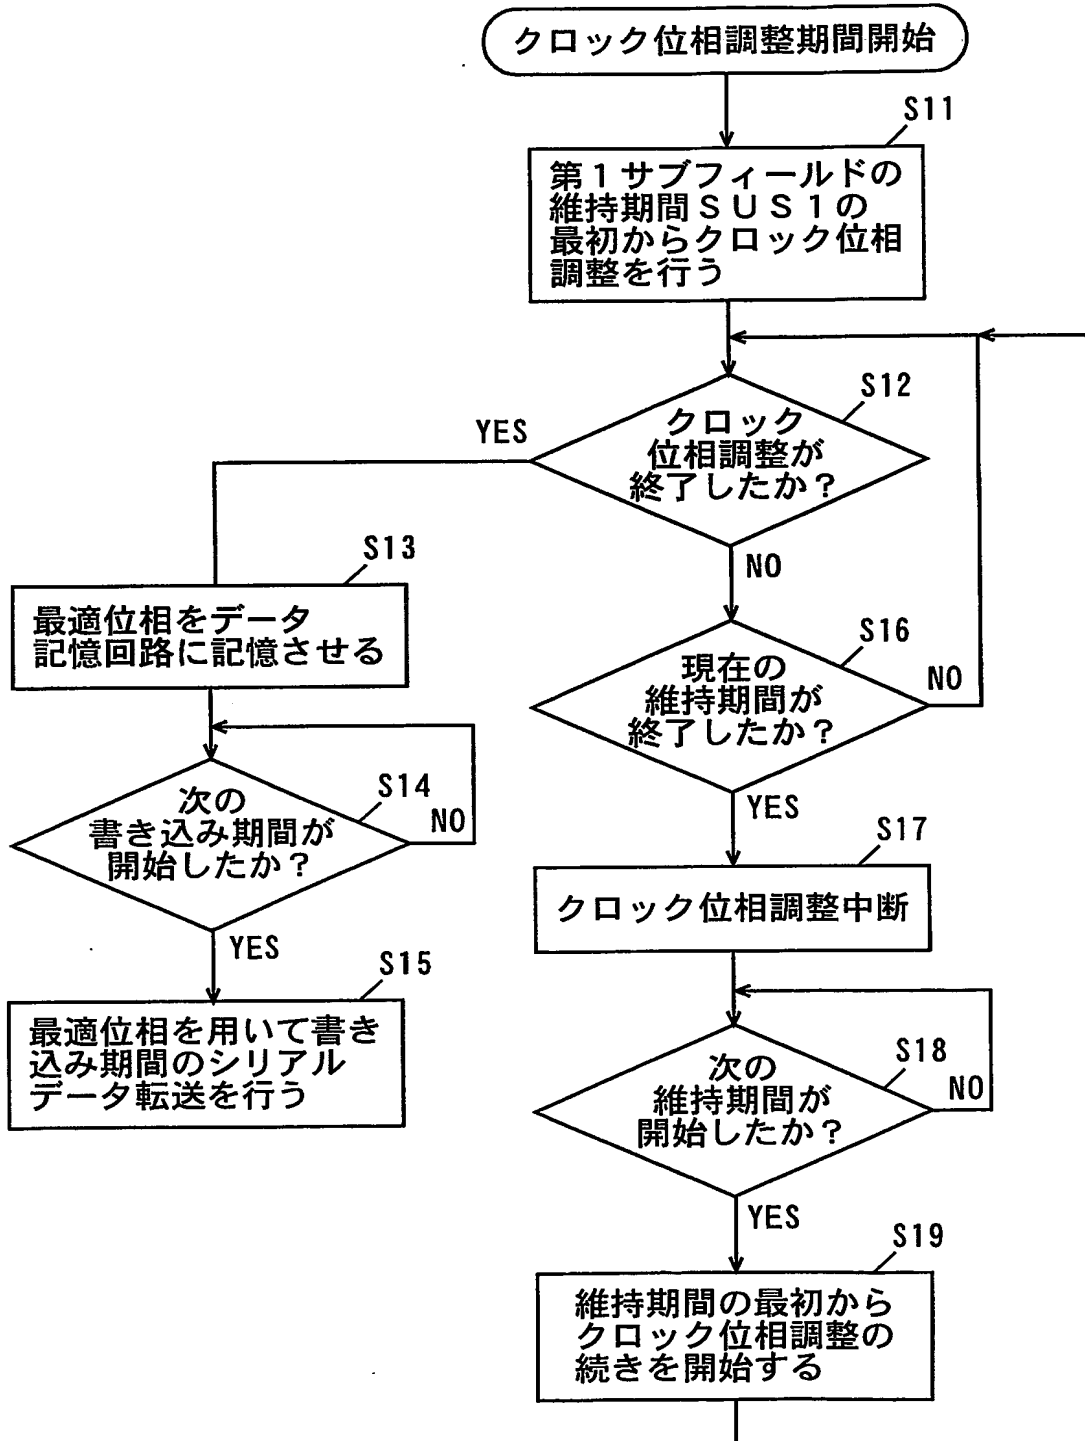 クロック位相調整期間開始
S11
第１サブフィールドの
維持期間ＳＵＳ１の
最初からクロック位相
調整を行う
S12
クロック
位相調整が
終了したか？
YES
NO
S13
最適位相をデータ
記憶回路に記憶させる
S16
現在の
維持期間が
終了したか？
NO
YES
S14
次の
書き込み期間が
開始したか？
NO
YES
S17
クロック位相調整中断
S15
最適位相を用いて書き
込み期間のシリアル
データ転送を行う
S18
次の
維持期間が
開始したか？
NO
YES
S19
維持期間の最初から
クロック位相調整の
続きを開始する